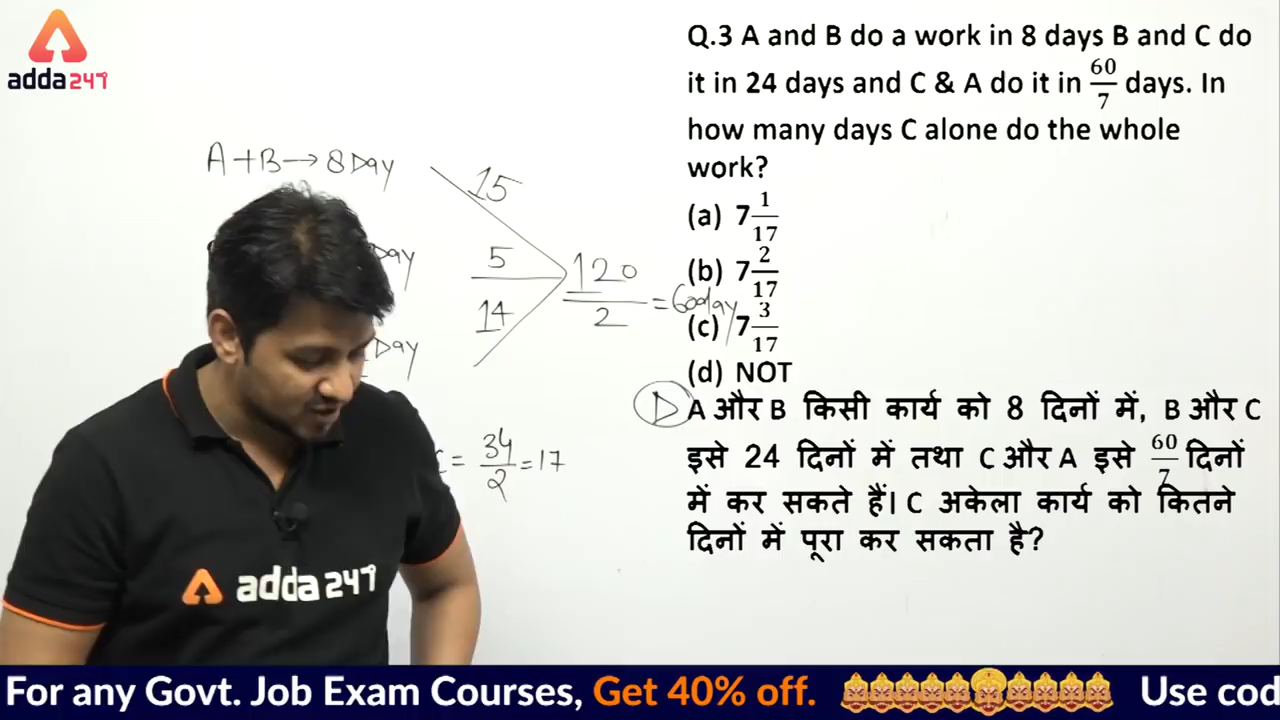 adda247
Q.3 A and B do a work in 8 days B and C do
it in 24 days and C & A do it in 60/7 days. In
how many days C alone do the whole
work?
(a) 7 1/17
(b) 7 2/17
(c) 7 3/17
(d) NOT
A और B किसी कार्य को 8 दिनों में, B और C
इसे 24 दिनों में तथा C और A इसे 60/7 दिनों
में कर सकते हैं। C अकेला कार्य को कितने
दिनों में पूरा कर सकता है?
A+B→8 Day
15
Day
5
120/2 = 60day
14
Day
D
= 34/2 = 17
adda247
For any Govt. Job Exam Courses, Get 40% off. Use cod